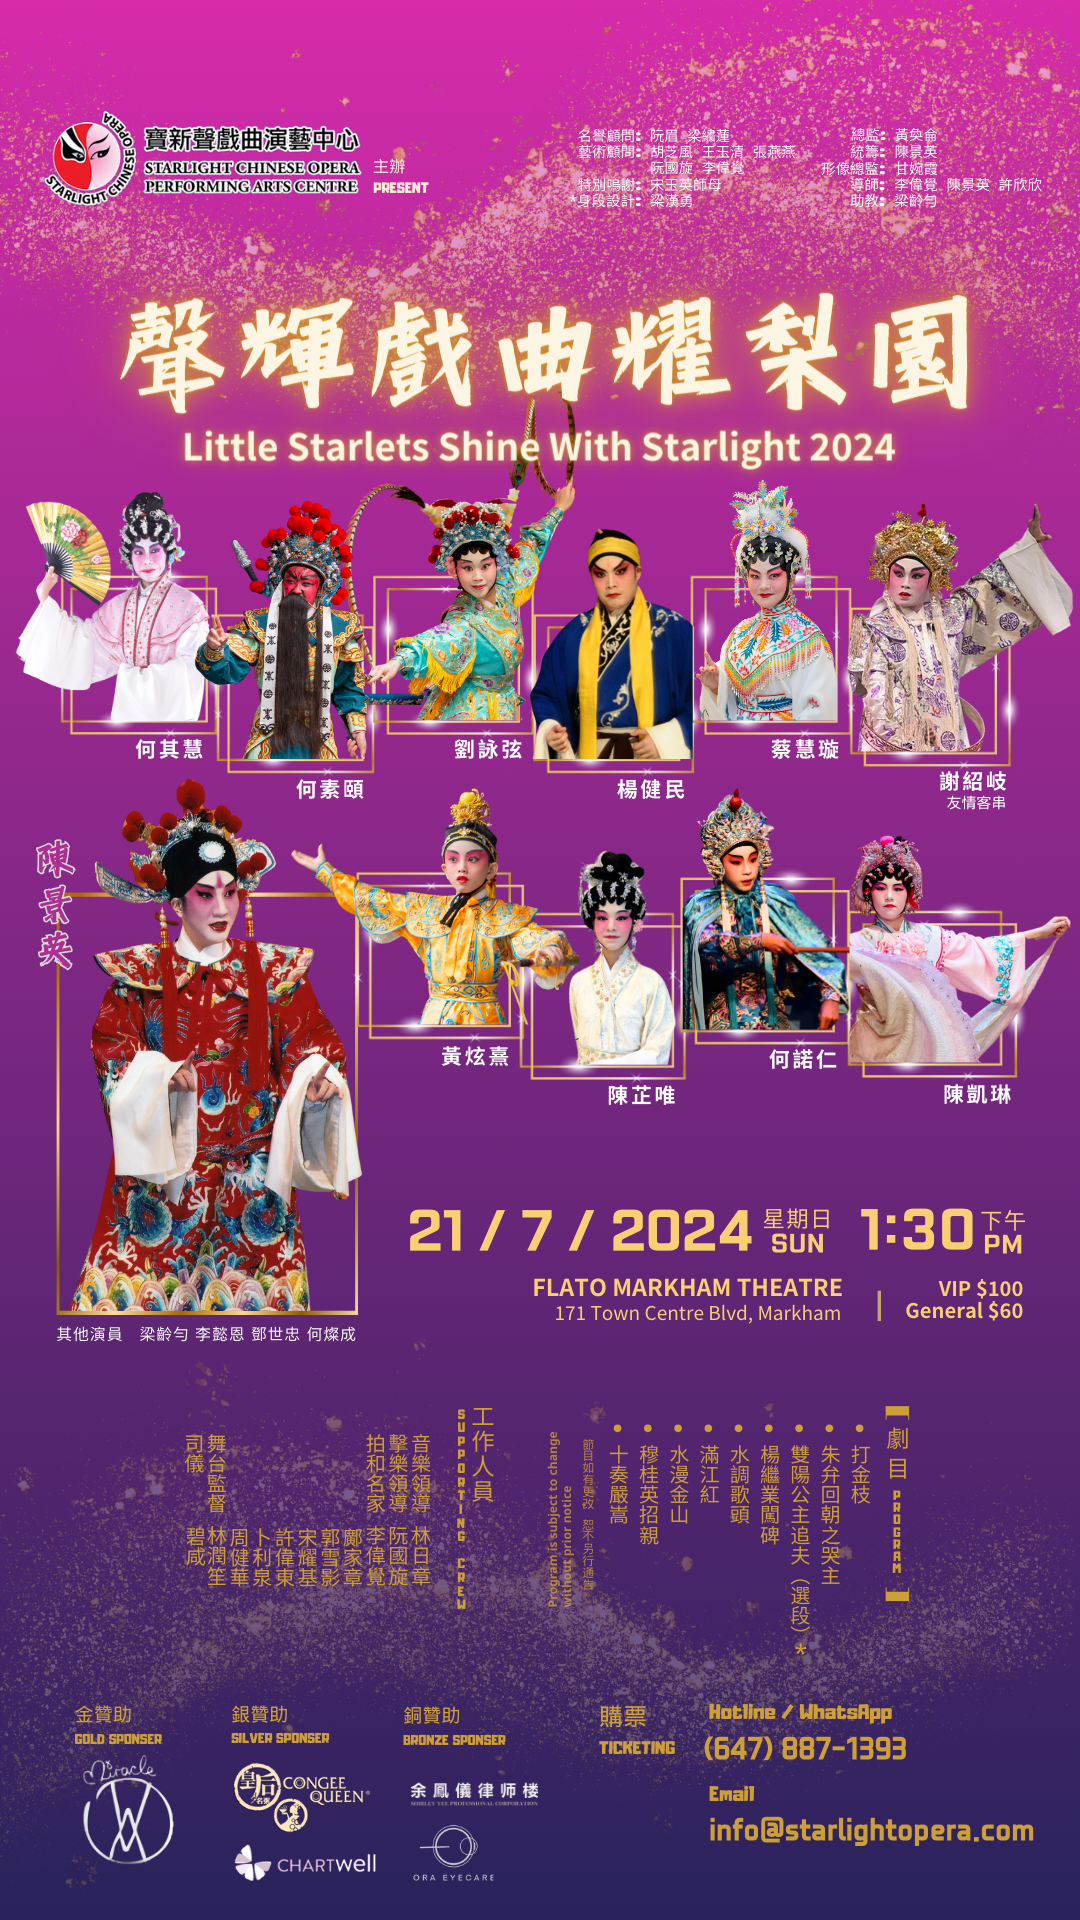 寶新聲戲曲演藝中心
STARLIGHT CHINESE OPERA
PERFORMING ARTS CENTRE
STARLIGHT CHINESE OPERA
主辦
PRESENT
名譽顧問: 阮眉 梁繡蓮
藝術顧問: 胡芝風 王玉清 張燕燕
阮國旋 李偉覺
特別鳴謝: 宋玉英師母
*身段設計: 梁漢勇
總監: 黃奐侖
統籌: 陳景英
形像總監: 甘婉霞
導師: 李偉覺 陳景英 許欣欣
助教: 梁齡勻
聲輝戲曲耀梨園
Little Starlets Shine With Starlight 2024
何其慧
何素頤
劉詠弦
楊健民
蔡慧璇
謝紹岐
友情客串
陳景英
黃炫熹
陳芷唯
何諾仁
陳凱琳
其他演員 梁齡勻 李懿恩 鄧世忠 何燦成
21 / 7 / 2024 星期日 SUN 1:30 下午 PM
FLATO MARKHAM THEATRE
171 Town Centre Blvd, Markham
VIP $100
General $60
【劇目 PROGRAM】
• 打金枝
• 朱弁回朝之哭主
• 雙陽公主追夫(選段)*
• 楊繼業闖碑
• 水調歌頭
• 滿江紅
• 水漫金山
• 穆桂英招親
• 十奏嚴嵩
節目如有更改 恕不另行通告
Program is subject to change
without prior notice
工作人員
SUPPORTING CREW
音樂領導 林日章
擊樂領導 阮國旋
拍和名家 李偉覺
鄺家章
郭雪影
宋耀基
許偉東
卜利泉
周健華
舞台監督 林潤笙
司儀 碧咸
金贊助
GOLD SPONSER
Miracle
銀贊助
SILVER SPONSER
皇后名粥
CONGEE
QUEEN®
CHARTwell
銅贊助
BRONZE SPONSER
余鳳儀律师楼
SHIRLEY YEE PROFESSIONAL CORPORATION
ORA EYECARE
購票
TICKETING
Hotline / WhatsApp
(647) 887-1393
Email
info@starlightopera.com